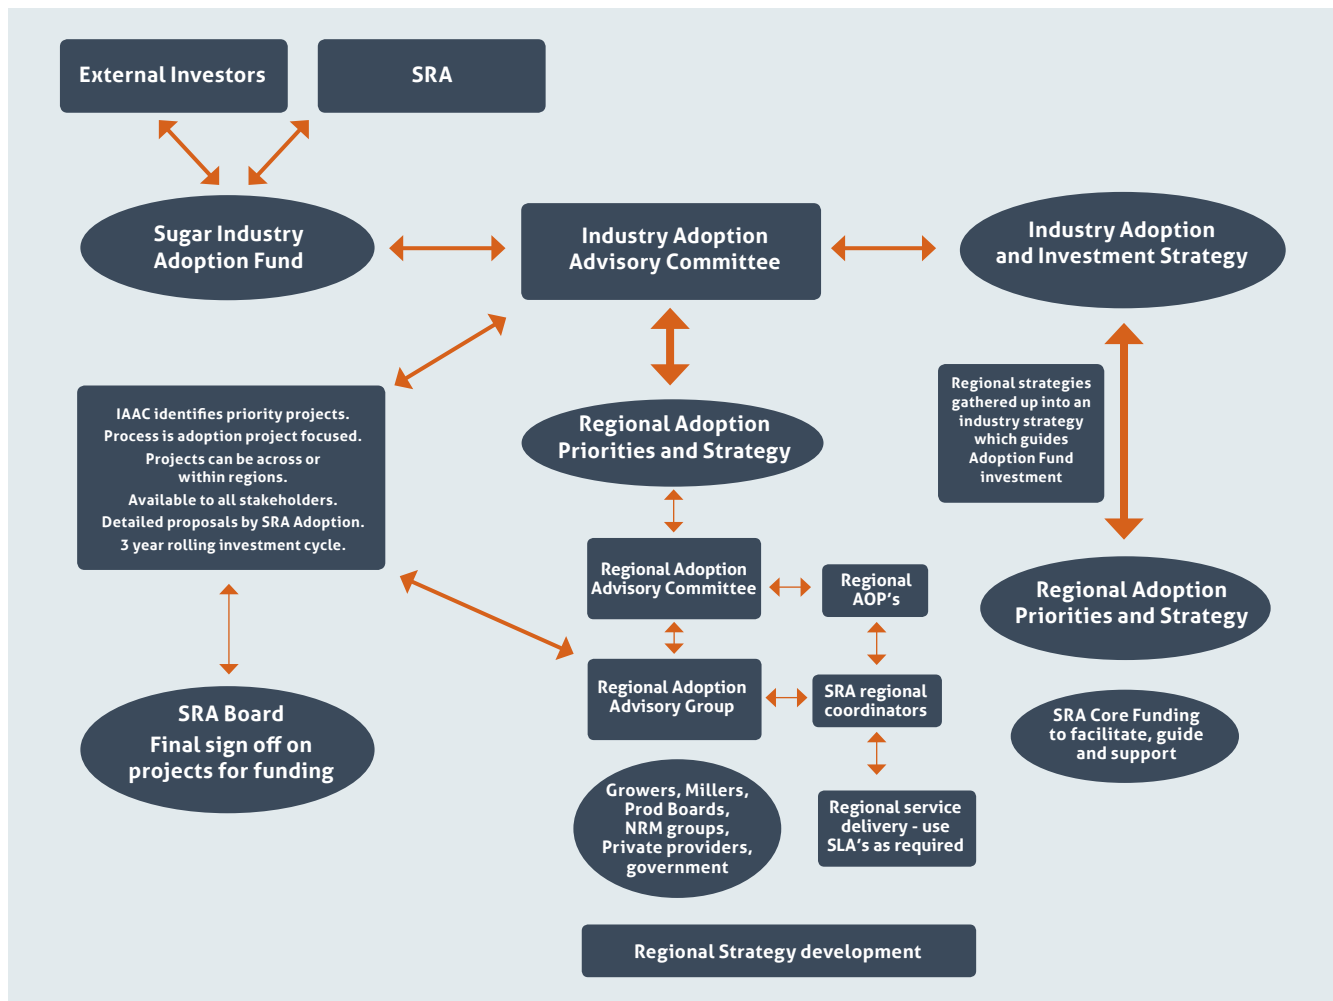 External Investors
SRA
Sugar Industry
Adoption Fund
Industry Adoption
Advisory Committee
Industry Adoption
and Investment Strategy
IAAC identifies priority projects.
Process is adoption project focused.
Projects can be across or
within regions.
Available to all stakeholders.
Detailed proposals by SRA Adoption.
3 year rolling investment cycle.
Regional Adoption
Priorities and Strategy
Regional strategies
gathered up into an
industry strategy
which guides
Adoption Fund
investment
Regional Adoption
Advisory Committee
Regional
AOP's
Regional Adoption
Priorities and Strategy
Regional Adoption
Advisory Group
SRA regional
coordinators
SRA Board
Final sign off on
projects for funding
SRA Core Funding
to facilitate, guide
and support
Growers, Millers,
Prod Boards,
NRM groups,
Private providers,
government
Regional service
delivery - use
SLA's as required
Regional Strategy development